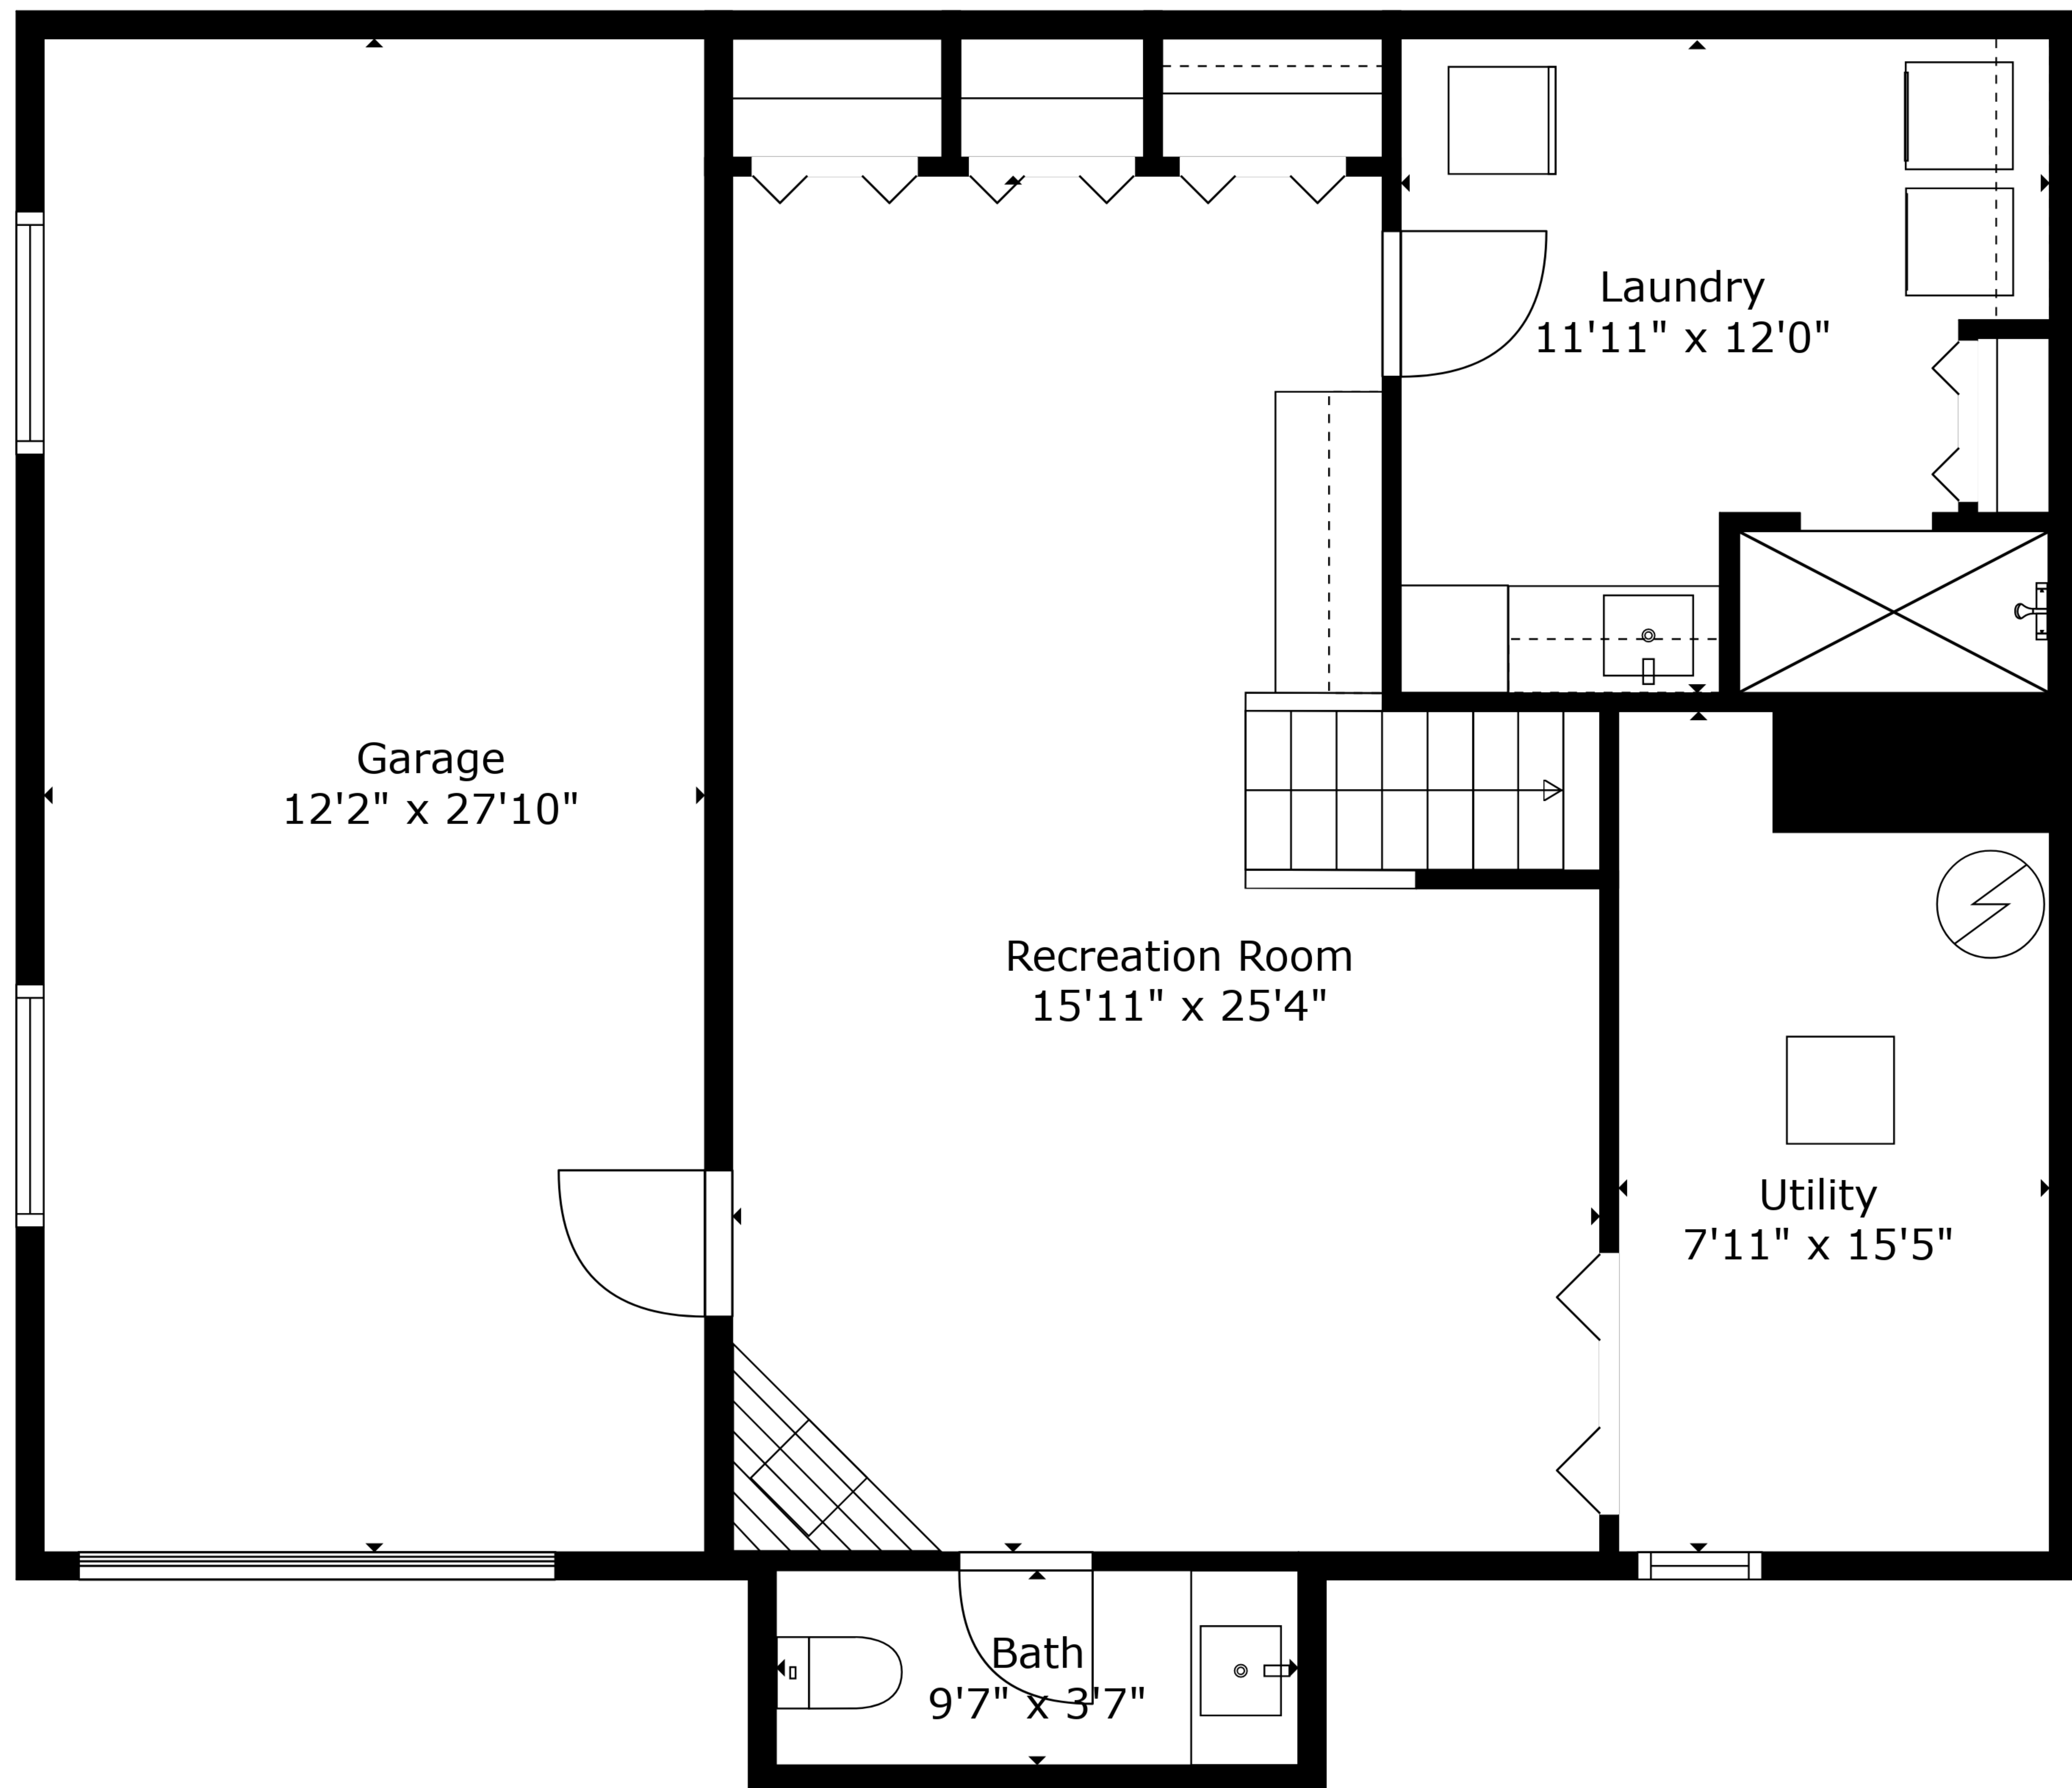 Laundry
11'11" x 12'0"
Garage
12'2" x 27'10"
Recreation Room
15'11" x 25'4"
Utility
7'11" x 15'5"
Bath
9'7" x 3'7"